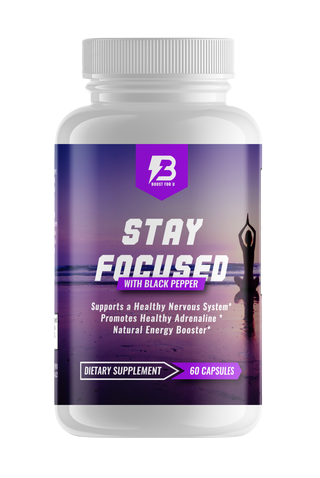 B
BOOST FOR U
STAY
FOCUSED
WITH BLACK PEPPER
Supports a Healthy Nervous System*
Promotes Healthy Adrenaline *
Natural Energy Booster*
DIETARY SUPPLEMENT
60 CAPSULES